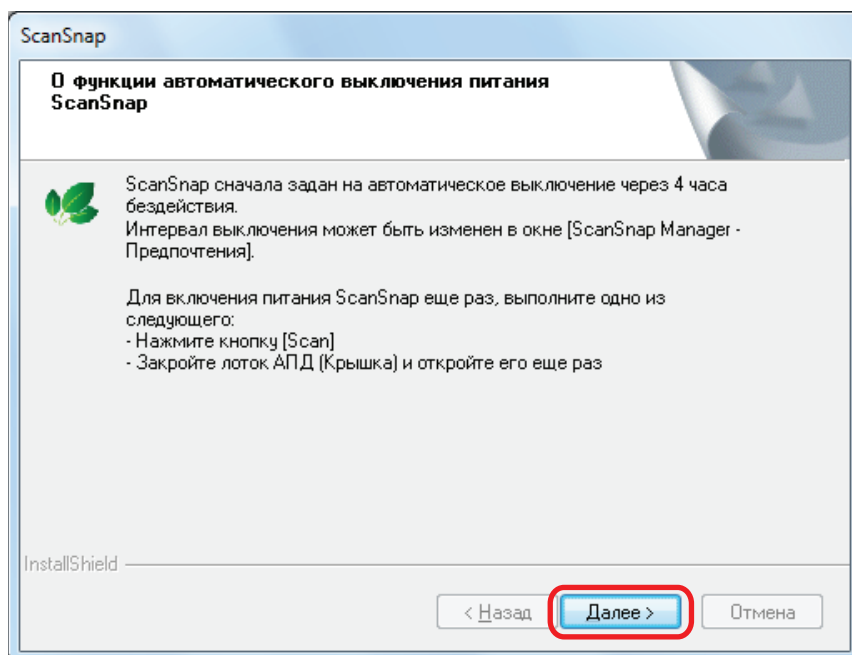 ScanSnap
О функции автоматического выключения питания
ScanSnap
ScanSnap сначала задан на автоматическое выключение через 4 часа
бездействия.
Интервал выключения может быть изменен в окне [ScanSnap Manager -
Предпочтения].
Для включения питания ScanSnap еще раз, выполните одно из
следующего:
- Нажмите кнопку [Scan]
- Закройте лоток АПД (Крышка) и откройте его еще раз
InstallShield
< Назад Далее > Отмена